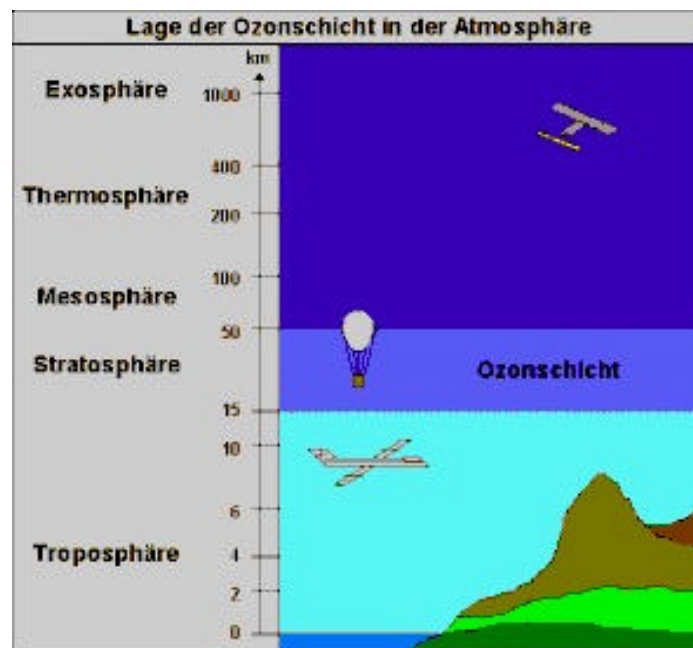 Lage der Ozonschicht in der Atmosphäre
km
Exosphäre
1000
400
Thermosphäre
200
100
Mesosphäre
50
Stratosphäre
Ozonschicht
15
10
6
Troposphäre
4
2
0